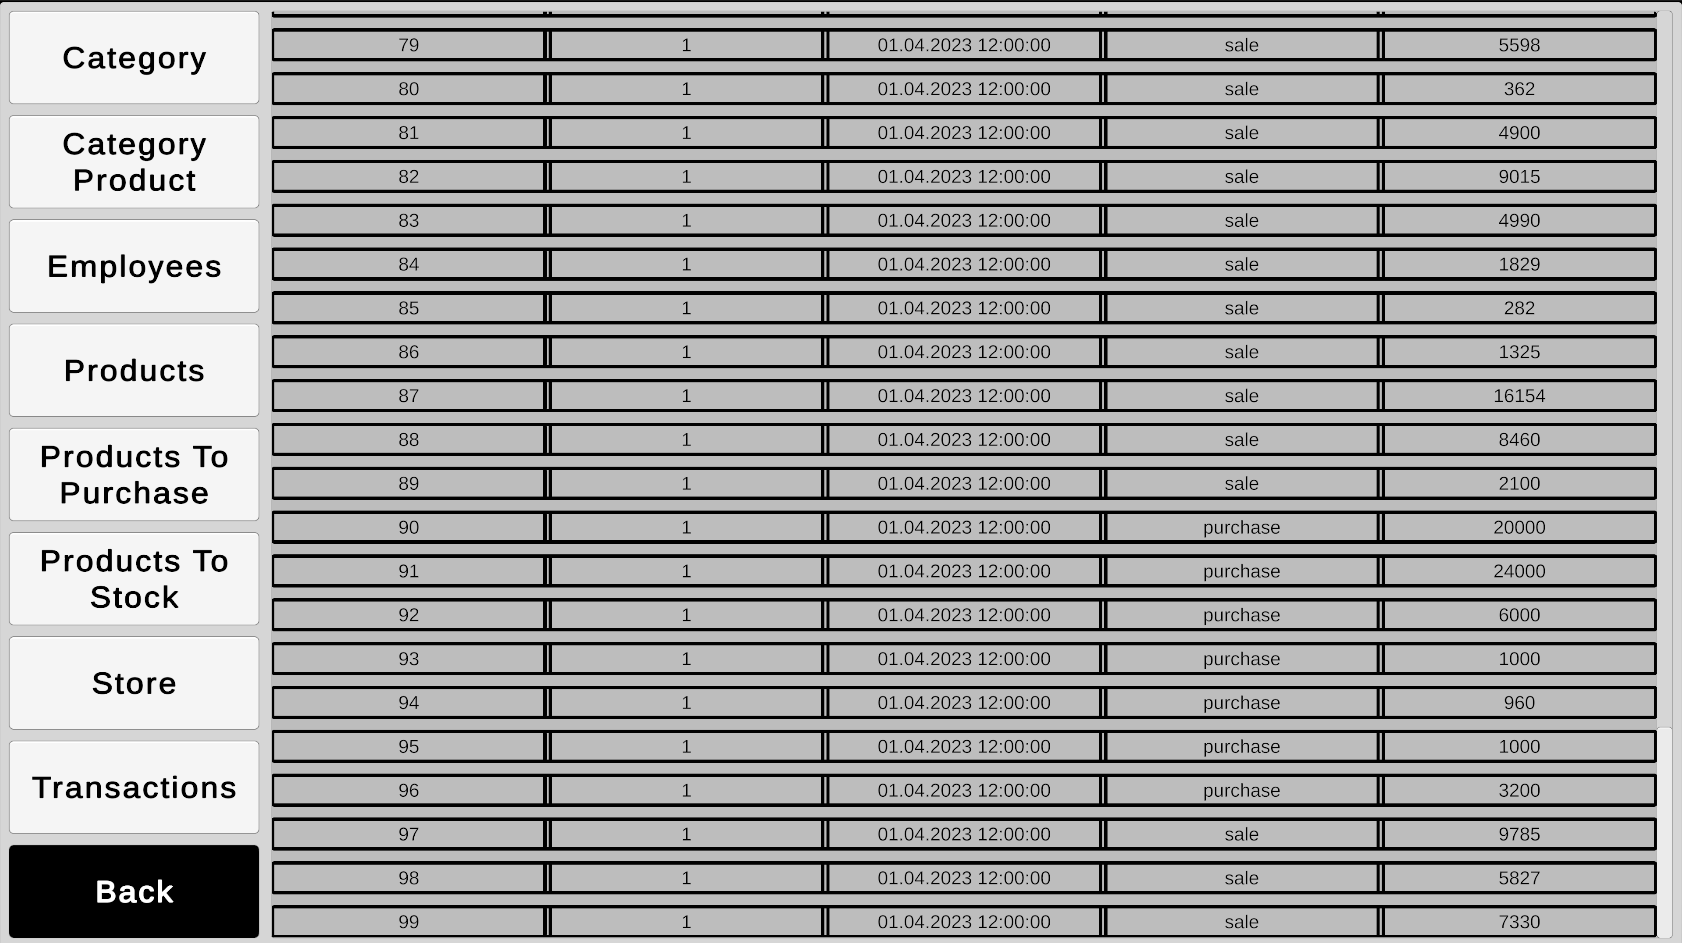 Category
Category
Product
Employees
Products
Products To
Purchase
Products To
Stock
Store
Transactions
Back
79 1 01.04.2023 12:00:00 sale 5598
80 1 01.04.2023 12:00:00 sale 362
81 1 01.04.2023 12:00:00 sale 4900
82 1 01.04.2023 12:00:00 sale 9015
83 1 01.04.2023 12:00:00 sale 4990
84 1 01.04.2023 12:00:00 sale 1829
85 1 01.04.2023 12:00:00 sale 282
86 1 01.04.2023 12:00:00 sale 1325
87 1 01.04.2023 12:00:00 sale 16154
88 1 01.04.2023 12:00:00 sale 8460
89 1 01.04.2023 12:00:00 sale 2100
90 1 01.04.2023 12:00:00 purchase 20000
91 1 01.04.2023 12:00:00 purchase 24000
92 1 01.04.2023 12:00:00 purchase 6000
93 1 01.04.2023 12:00:00 purchase 1000
94 1 01.04.2023 12:00:00 purchase 960
95 1 01.04.2023 12:00:00 purchase 1000
96 1 01.04.2023 12:00:00 purchase 3200
97 1 01.04.2023 12:00:00 sale 9785
98 1 01.04.2023 12:00:00 sale 5827
99 1 01.04.2023 12:00:00 sale 7330